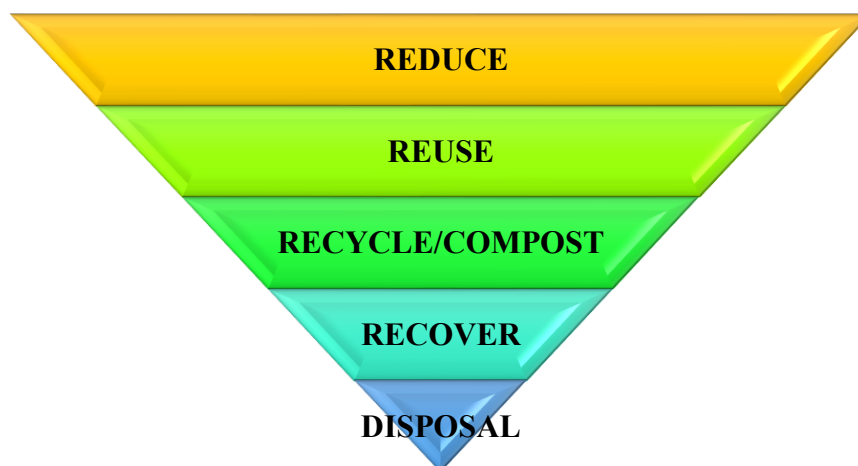 REDUCE
REUSE
RECYCLE/COMPOST
RECOVER
DISPOSAL